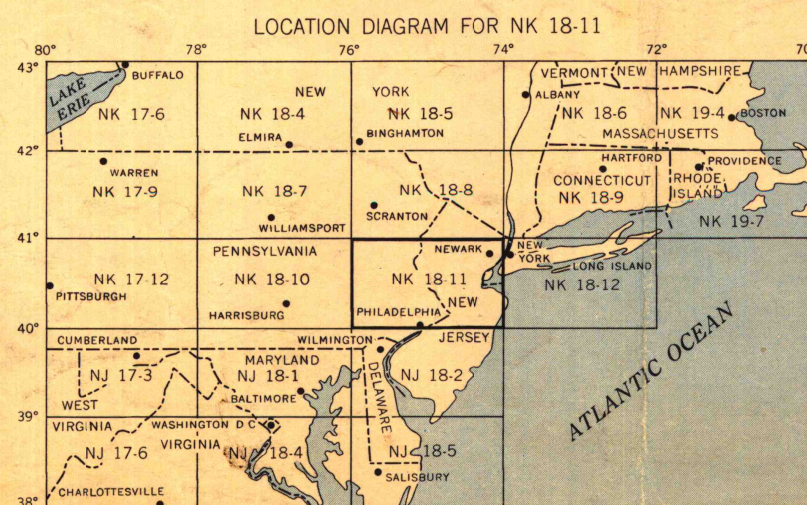 LOCATION DIAGRAM FOR NK 18-11
80° 78° 76° 74° 72° 70
43°
BUFFALO
LAKE
ERIE
NEW YORK
VERMONT NEW HAMPSHIRE
ALBANY
NK 17-6 NK 18-4 NK 18-5 NK 18-6 NK 19-4 BOSTON
ELMIRA BINGHAMTON MASSACHUSETTS
42°
WARREN HARTFORD PROVIDENCE
NK 17-9 NK 18-7 NK 18-8 CONNECTICUT RHODE
NK 18-9 ISLAND
WILLIAMSPORT SCRANTON NK 19-7
41°
PENNSYLVANIA NEWARK NEW
YORK
LONG ISLAND
NK 17-12 NK 18-10 NK 18-11 NK 18-12
PITTSBURGH
HARRISBURG PHILADELPHIA NEW
40°
CUMBERLAND WILMINGTON JERSEY
MARYLAND
NJ 17-3 NJ 18-1 DELAWARE NJ 18-2
ATLANTIC OCEAN
BALTIMORE
WEST
39°
VIRGINIA WASHINGTON D C
VIRGINIA
NJ 17-6 NJ 18-4 NJ 18-5
SALISBURY
CHARLOTTESVILLE
38°